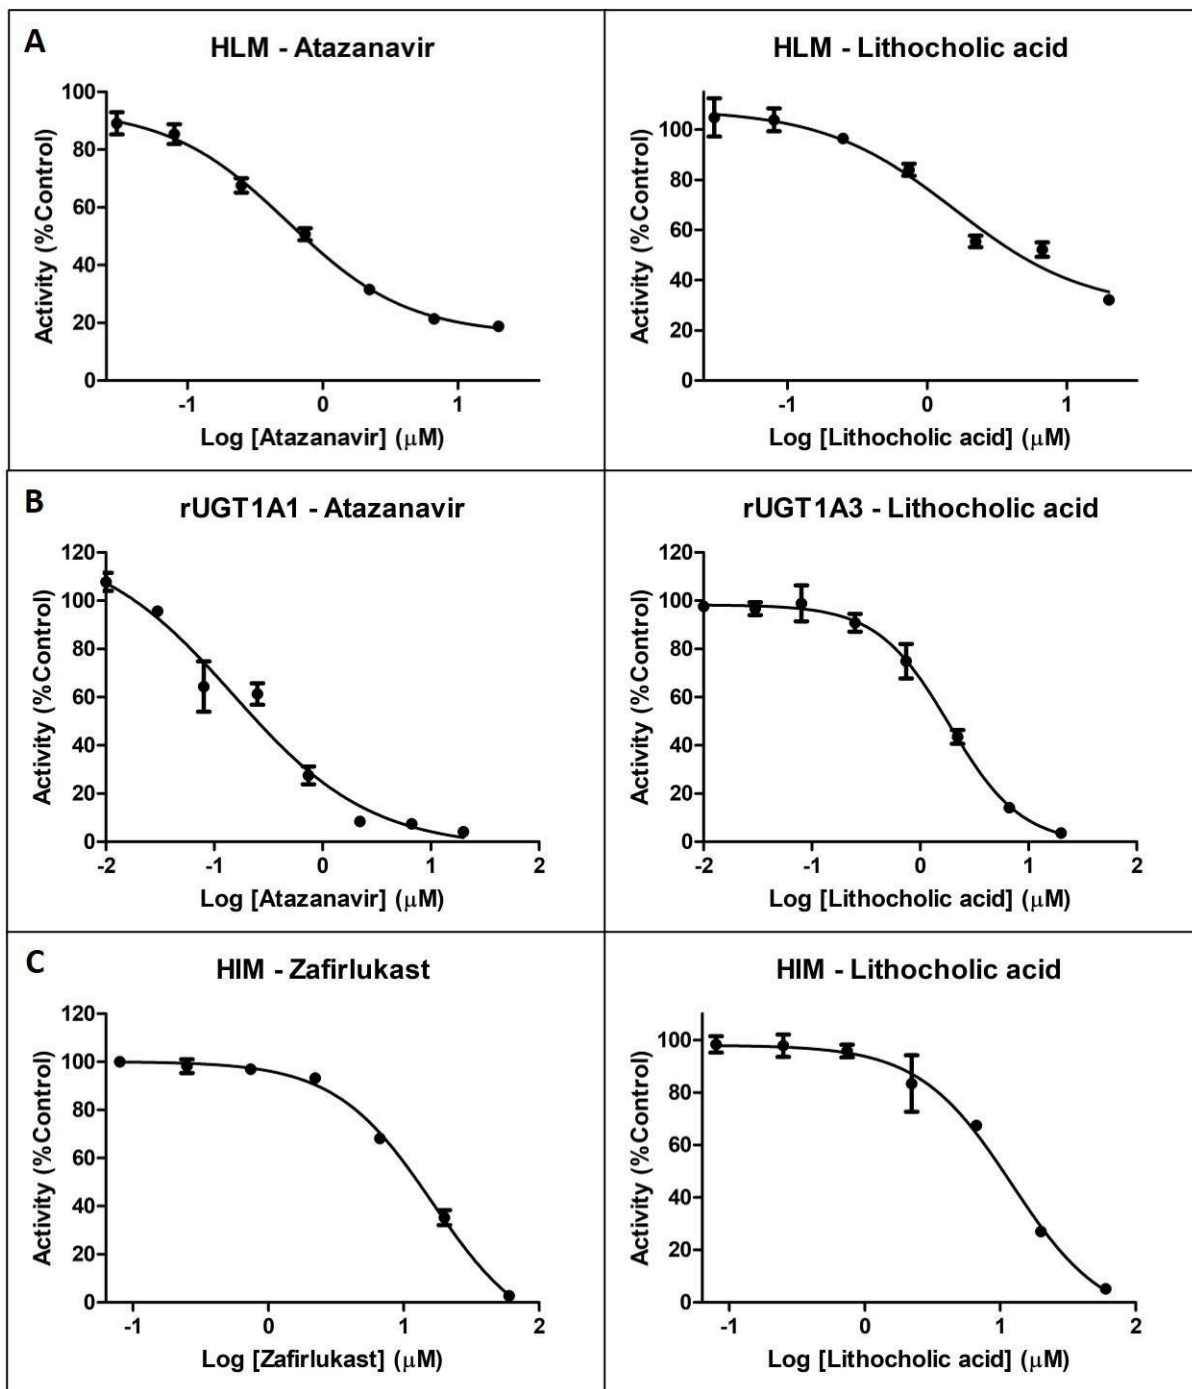 A
HLM - Atazanavir
Activity (%Control)
100
80
60
40
20
0
-1 0 1
Log [Atazanavir] (μM)
HLM - Lithocholic acid
Activity (%Control)
100
80
60
40
20
0
-1 0 1
Log [Lithocholic acid] (μM)
B
rUGT1A1 - Atazanavir
Activity (%Control)
120
100
80
60
40
20
0
-2 -1 0 1 2
Log [Atazanavir] (μM)
rUGT1A3 - Lithocholic acid
Activity (%Control)
120
100
80
60
40
20
0
-2 -1 0 1 2
Log [Lithocholic acid] (μM)
C
HIM - Zafirlukast
Activity (%Control)
120
100
80
60
40
20
0
-1 0 1 2
Log [Zafirlukast] (μM)
HIM - Lithocholic acid
Activity (%Control)
100
80
60
40
20
0
-1 0 1 2
Log [Lithocholic acid] (μM)